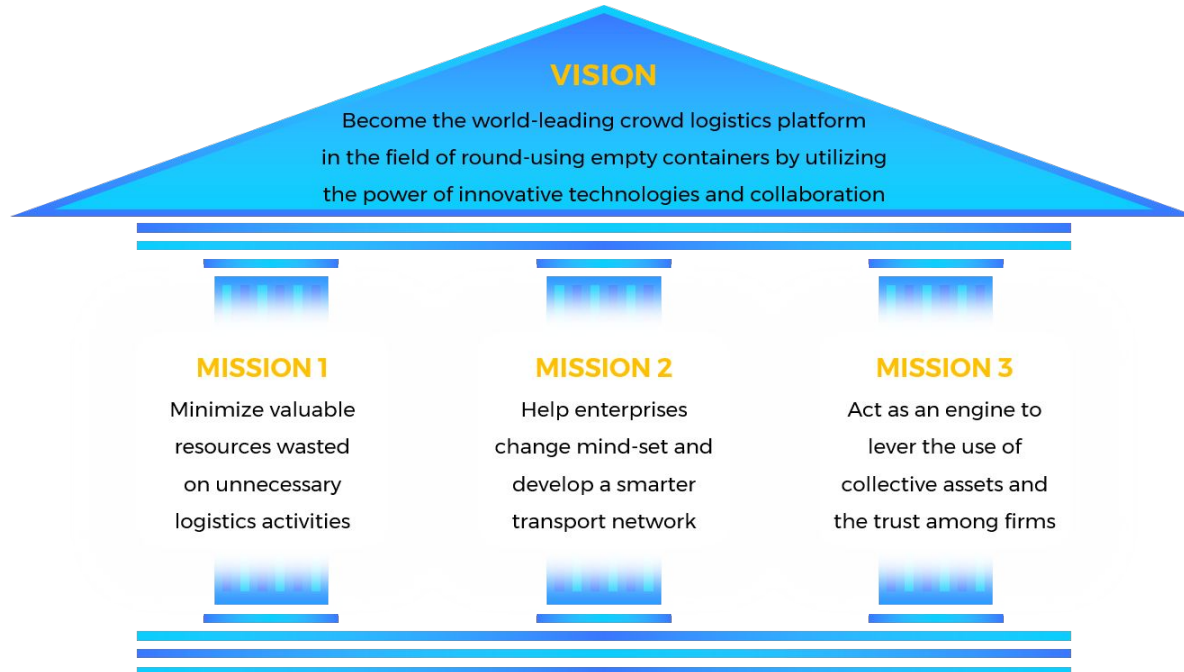 VISION
Become the world-leading crowd logistics platform
in the field of round-using empty containers by utilizing
the power of innovative technologies and collaboration
MISSION 1
Minimize valuable
resources wasted
on unnecessary
logistics activities
MISSION 2
Help enterprises
change mind-set and
develop a smarter
transport network
MISSION 3
Act as an engine to
lever the use of
collective assets and
the trust among firms